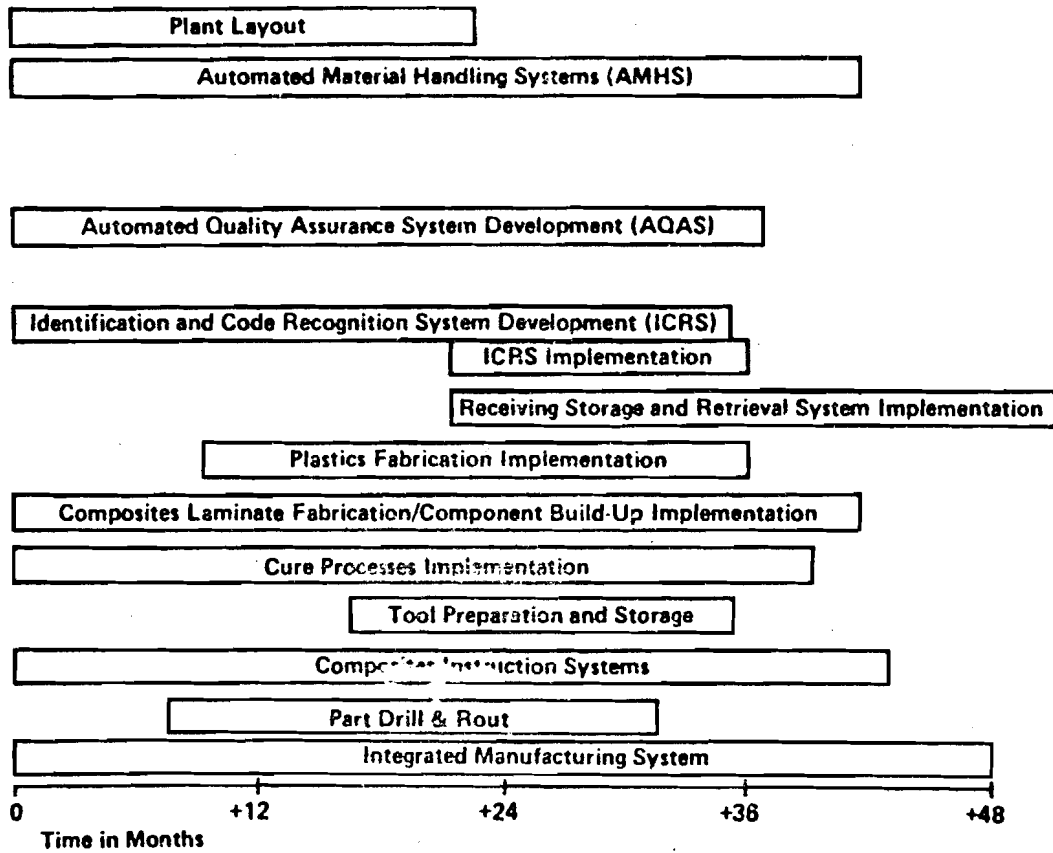 Plant Layout
Automated Material Handling Systems (AMHS)
Automated Quality Assurance System Development (AQAS)
Identification and Code Recognition System Development (ICRS)
ICRS Implementation
Receiving Storage and Retrieval System Implementation
Plastics Fabrication Implementation
Composites Laminate Fabrication/Component Build-Up Implementation
Cure Processes Implementation
Tool Preparation and Storage
Composites Instruction Systems
Part Drill & Rout
Integrated Manufacturing System
0 +12 +24 +36 +48
Time in Months